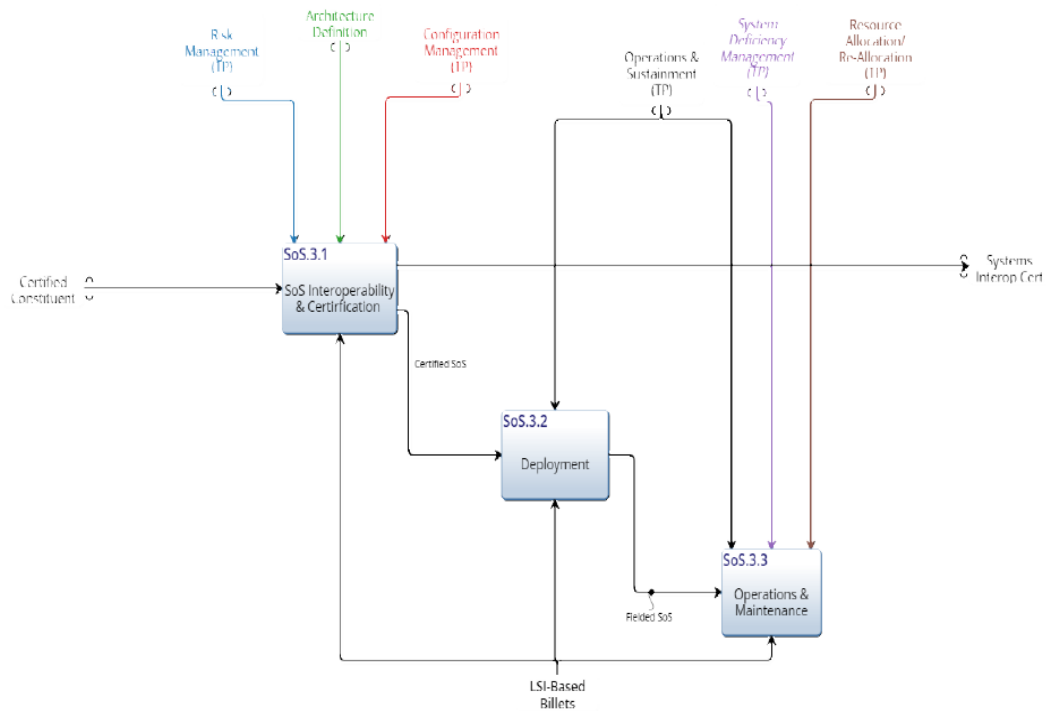 Risk
Management
(TP)
Architecture
Definition
Configuration
Management
(TP)
Operations &
Sustainment
(TP)
System
Deficiency
Management
(TP)
Resource
Allocation/
Re-Allocation
(TP)
Certified
Constituent
SoS.3.1
SoS Interoperability
& Certirfication
Systems
Interop Cert
Certified SoS
SoS.3.2
Deployment
SoS.3.3
Operations &
Maintenance
Fielded SoS
LSI-Based
Billets